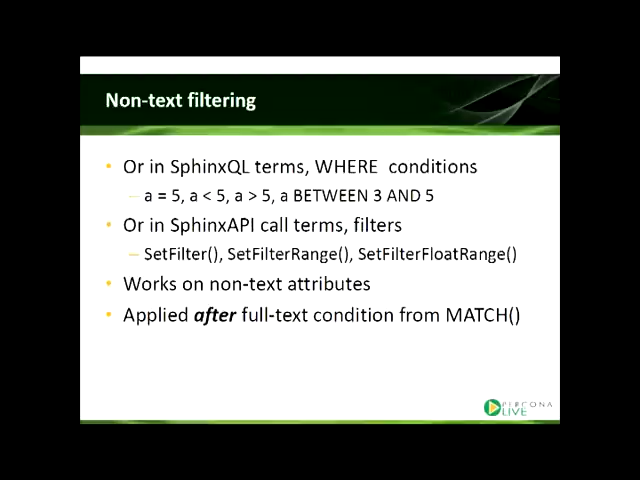 Non-text filtering
Or in SphinxQL terms, WHERE conditions
a = 5, a < 5, a > 5, a BETWEEN 3 AND 5
Or in SphinxAPI call terms, filters
SetFilter(), SetFilterRange(), SetFilterFloatRange()
Works on non-text attributes
Applied after full-text condition from MATCH()
PERCONA
LIVE